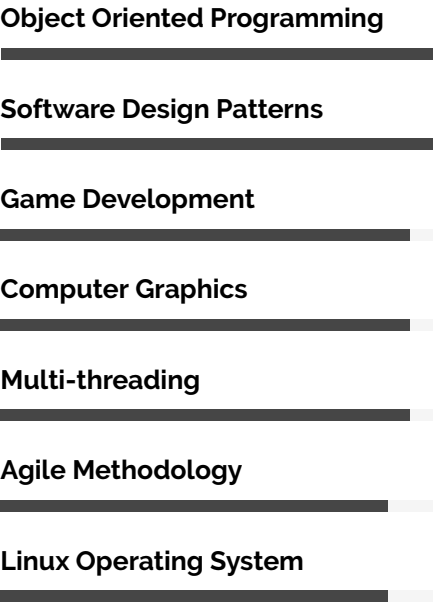 Object Oriented Programming
Software Design Patterns
Game Development
Computer Graphics
Multi-threading
Agile Methodology
Linux Operating System